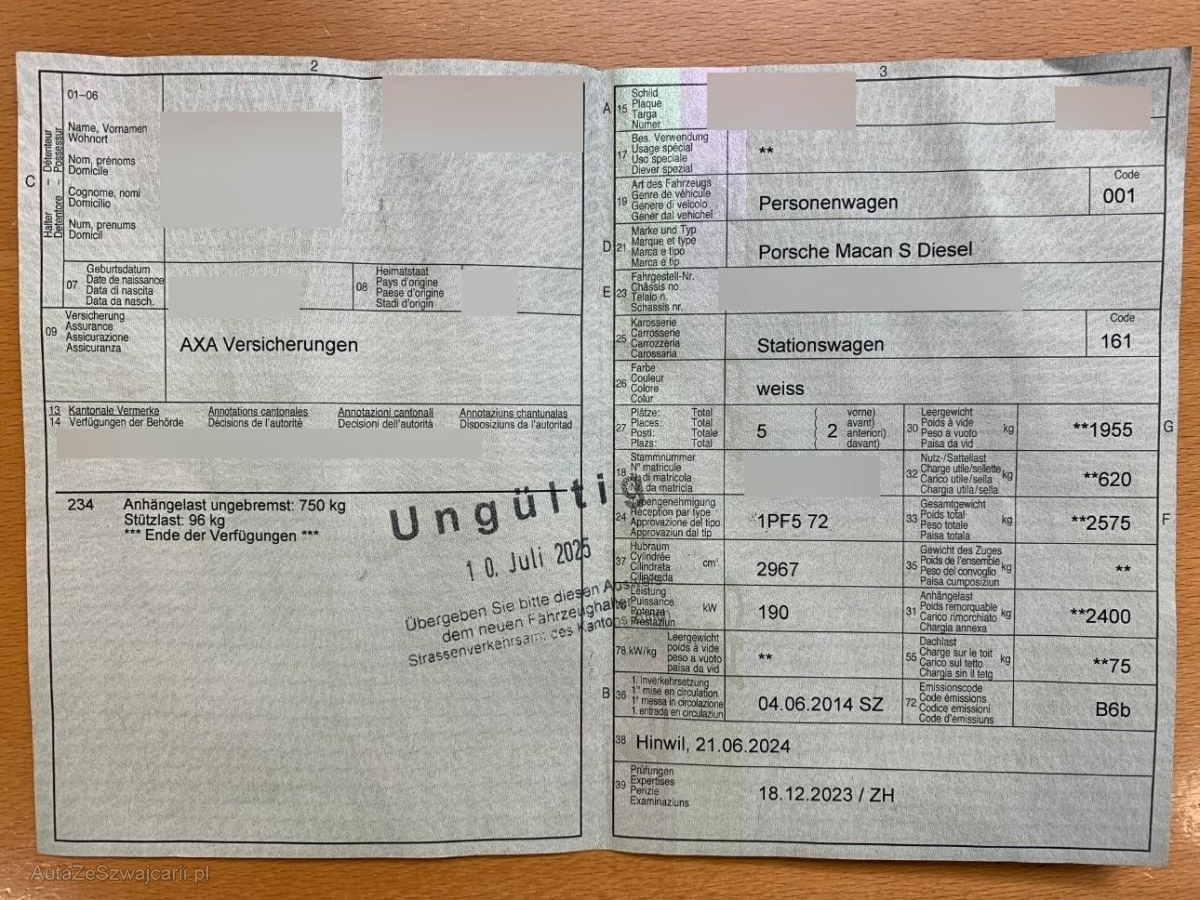 2
01–06
Name, Vornamen
Wohnort
Nom, prénoms
Domicile
Cognome, nomi
Domicilio
Num, prenums
Domicil
C
Halter – Détenteur
Detentore – Possessur
07
Geburtsdatum
Date de naissance
Data di nascita
Data da nasch.
08
Heimatstaat
Pays d'origine
Paese d'origine
Stadi d'origin
09
Versicherung
Assurance
Assicurazione
Assicuranza
AXA Versicherungen
13 Kantonale Vermerke Annotations cantonales Annotazioni cantonali Annotaziuns chantunalas
14 Verfügungen der Behörde Décisions de l'autorité Decisioni dell'autorità Disposiziuns da l'autoritad
234 Anhängelast ungebremst: 750 kg
Stützlast: 96 kg
*** Ende der Verfügungen ***
Ungültig
10. Juli 2025
Übergeben Sie bitte diesen
dem neuen Fahrzeughalter
Strassenverkehrsamt des Kantons
3
A 15
Schild
Plaque
Targa
Numer
17
Bes. Verwendung
Usage spécial
Uso speciale
Diever spezial
**
19
Art des Fahrzeugs
Genre de véhicule
Genere di veicolo
Gener dal vehichel
Personenwagen
Code
001
D 21
Marke und Typ
Marque et type
Marca e tipo
Marca e tip
Porsche Macan S Diesel
E 23
Fahrgestell-Nr.
Châssis no.
Telaio n.
Schassis nr.
25
Karosserie
Carrosserie
Carrozzeria
Carossaria
Stationswagen
Code
161
26
Farbe
Couleur
Colore
Colur
weiss
27
Plätze: Total
Places: Total
Posti: Totale
Plazs: Total
5
2
vorne)
avant)
anteriori)
davant)
30
Leergewicht
Poids à vide
Peso a vuoto
Paisa da vid
kg
**1955
G
18
Stammnummer
N° matricule
N. di matricola
Nr. da matricla
32
Nutz-/Sattellast
Charge utile/sellette
Carico utile/sella
Chargia utila/sella
kg
**620
24
Typengenehmigung
Réception par type
Approvazione del tipo
Approvaziun dal tip
1PF5 72
33
Gesamtgewicht
Poids total
Peso totale
Paisa totala
kg
**2575
F
37
Hubraum
Cylindrée
Cilindrata
Cilindrada
cm³
2967
35
Gewicht des Zuges
Poids de l'ensemble
Peso del convoglio
Paisa cumposiziun
kg
**
Leistung
Puissance
Potenza
Prestaziun
kW
190
31
Anhängelast
Poids remorquable
Carico rimorchiato
Chargia annexa
kg
**2400
78 kW/kg
Leergewicht
poids à vide
peso a vuoto
paisa da vid
**
55
Dachlast
Charge sur le toit
Carico sul tetto
Chargia sin il tetg
kg
**75
B 36
1. Inverkehrsetzung
1re mise en circulation
1a messa in circolazione
1. entrada en circulaziun
04.06.2014 SZ
72
Emissionscode
Code émissions
Codice emissioni
Code d'emissiuns
B6b
38 Hinwil, 21.06.2024
39
Prüfungen
Expertises
Perizie
Examinaziuns
18.12.2023 / ZH
AutaZeSzwajcarii.pl